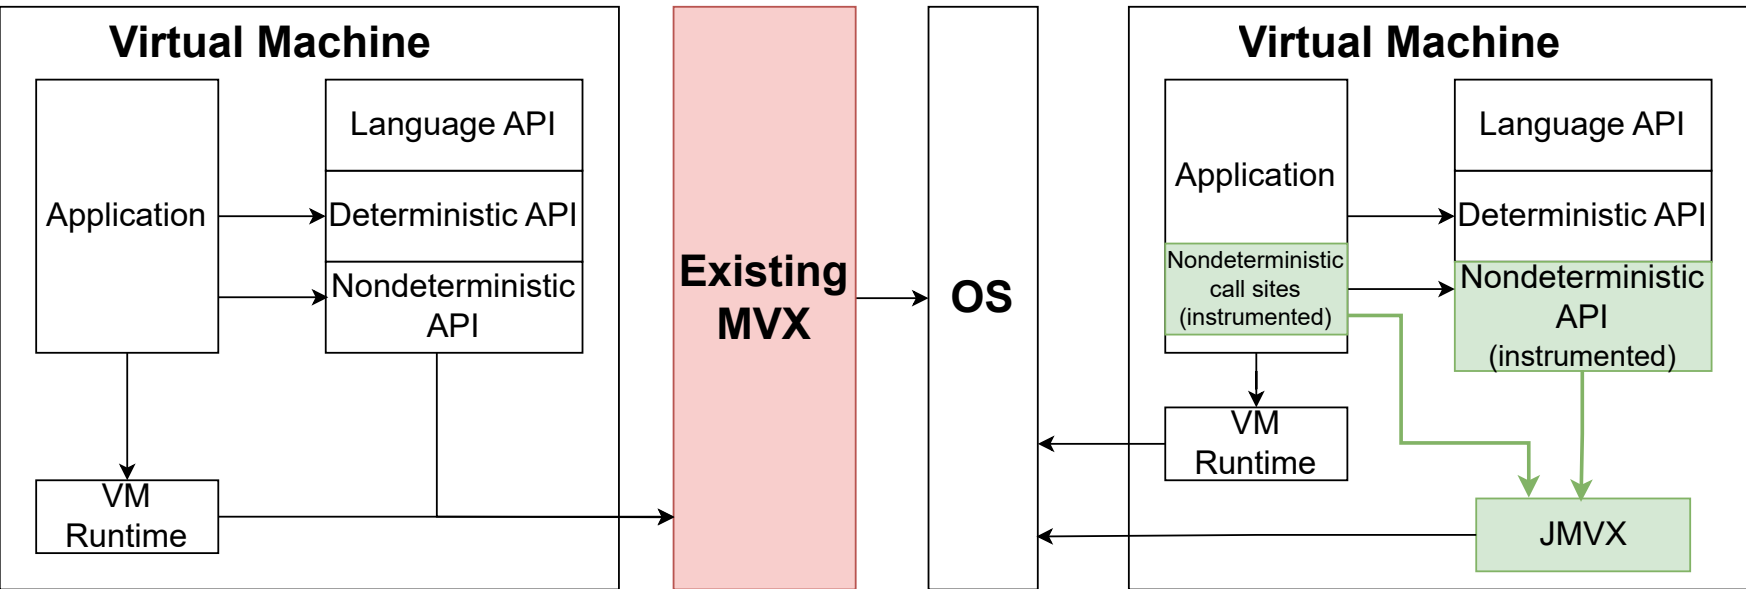 Virtual Machine
Application
Language API
Deterministic API
Nondeterministic
API
VM
Runtime
Existing
MVX
OS
Virtual Machine
Application
Nondeterministic
call sites
(instrumented)
Language API
Deterministic API
Nondeterministic
API
(instrumented)
VM
Runtime
JMVX